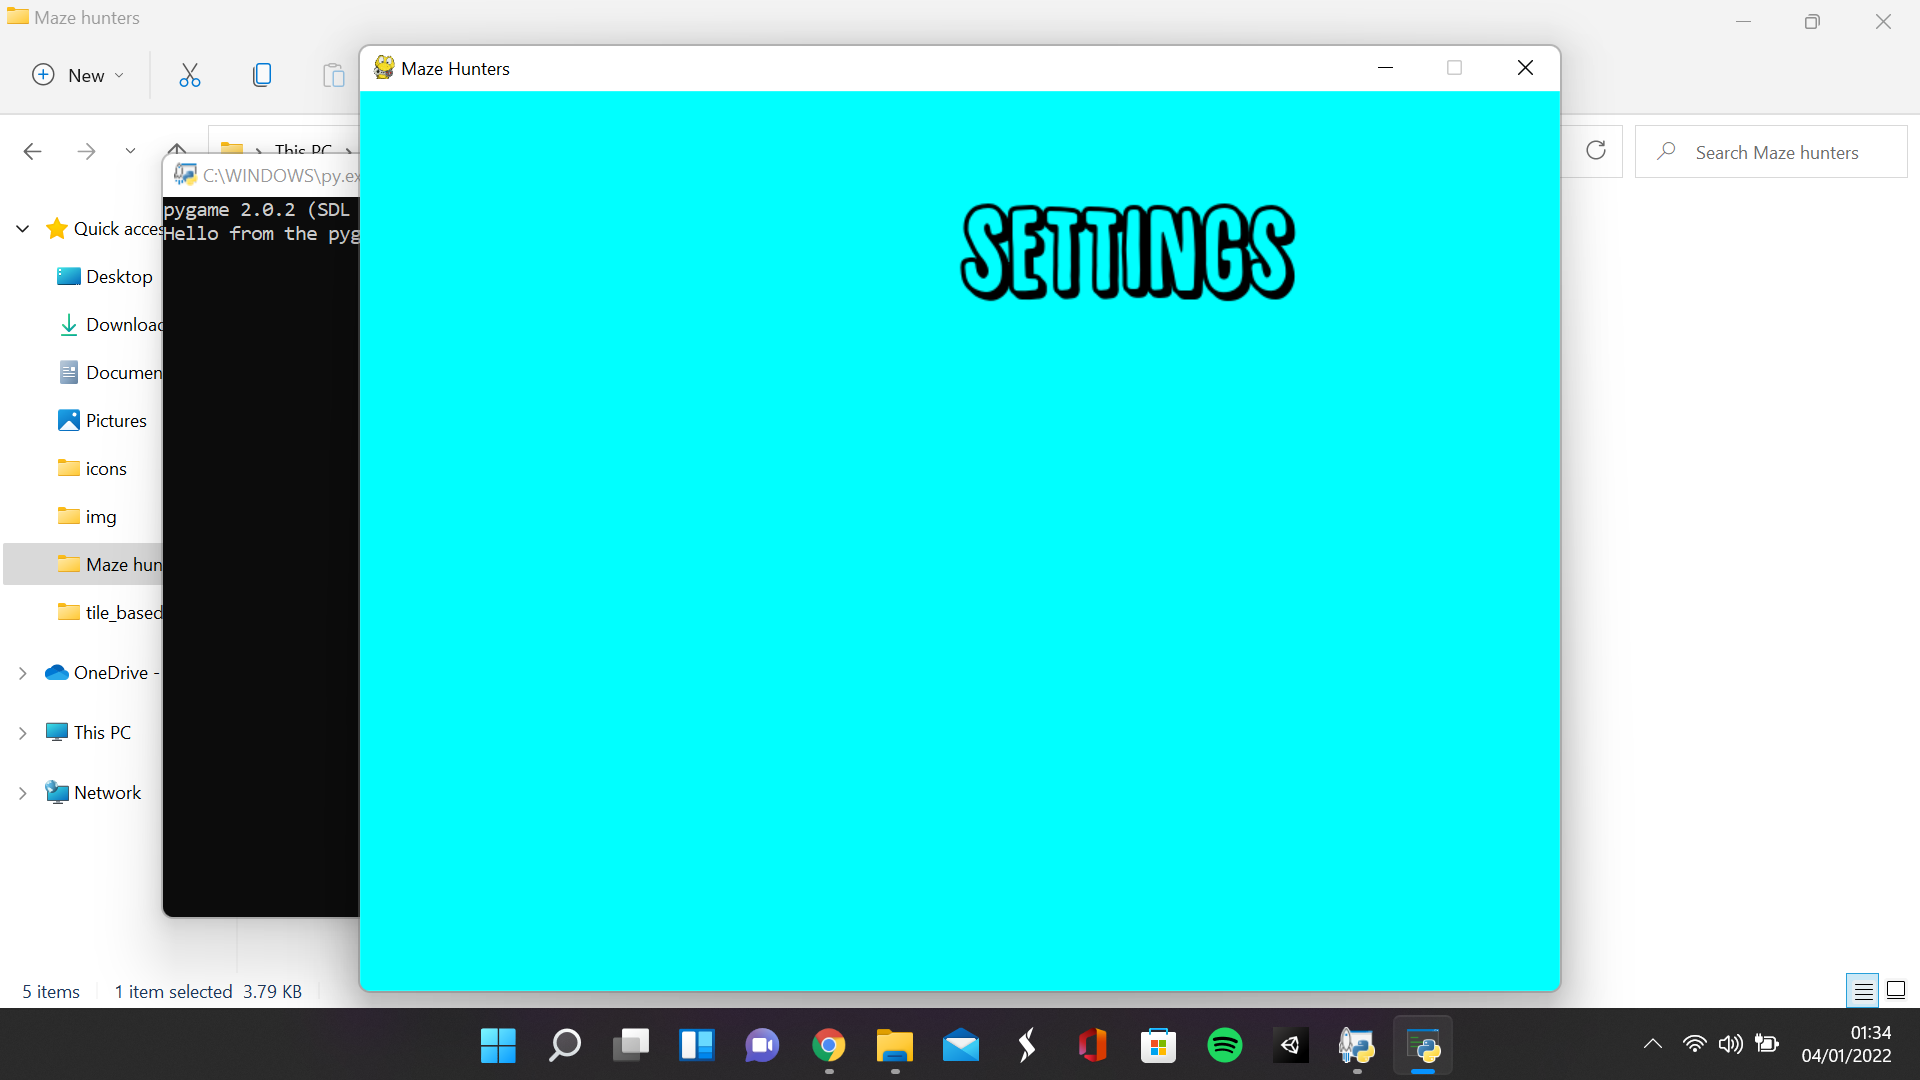 Maze hunters
New
Maze Hunters
This PC
Search Maze hunters
C:\WINDOWS\py.ex
pygame 2.0.2 (SDL
Hello from the pyg
Quick acces
Desktop
Downloac
Documen
Pictures
icons
img
Maze hun
tile_based
OneDrive -
This PC
Network
SETTINGS
5 items
1 item selected 3.79 KB
01:34
04/01/2022